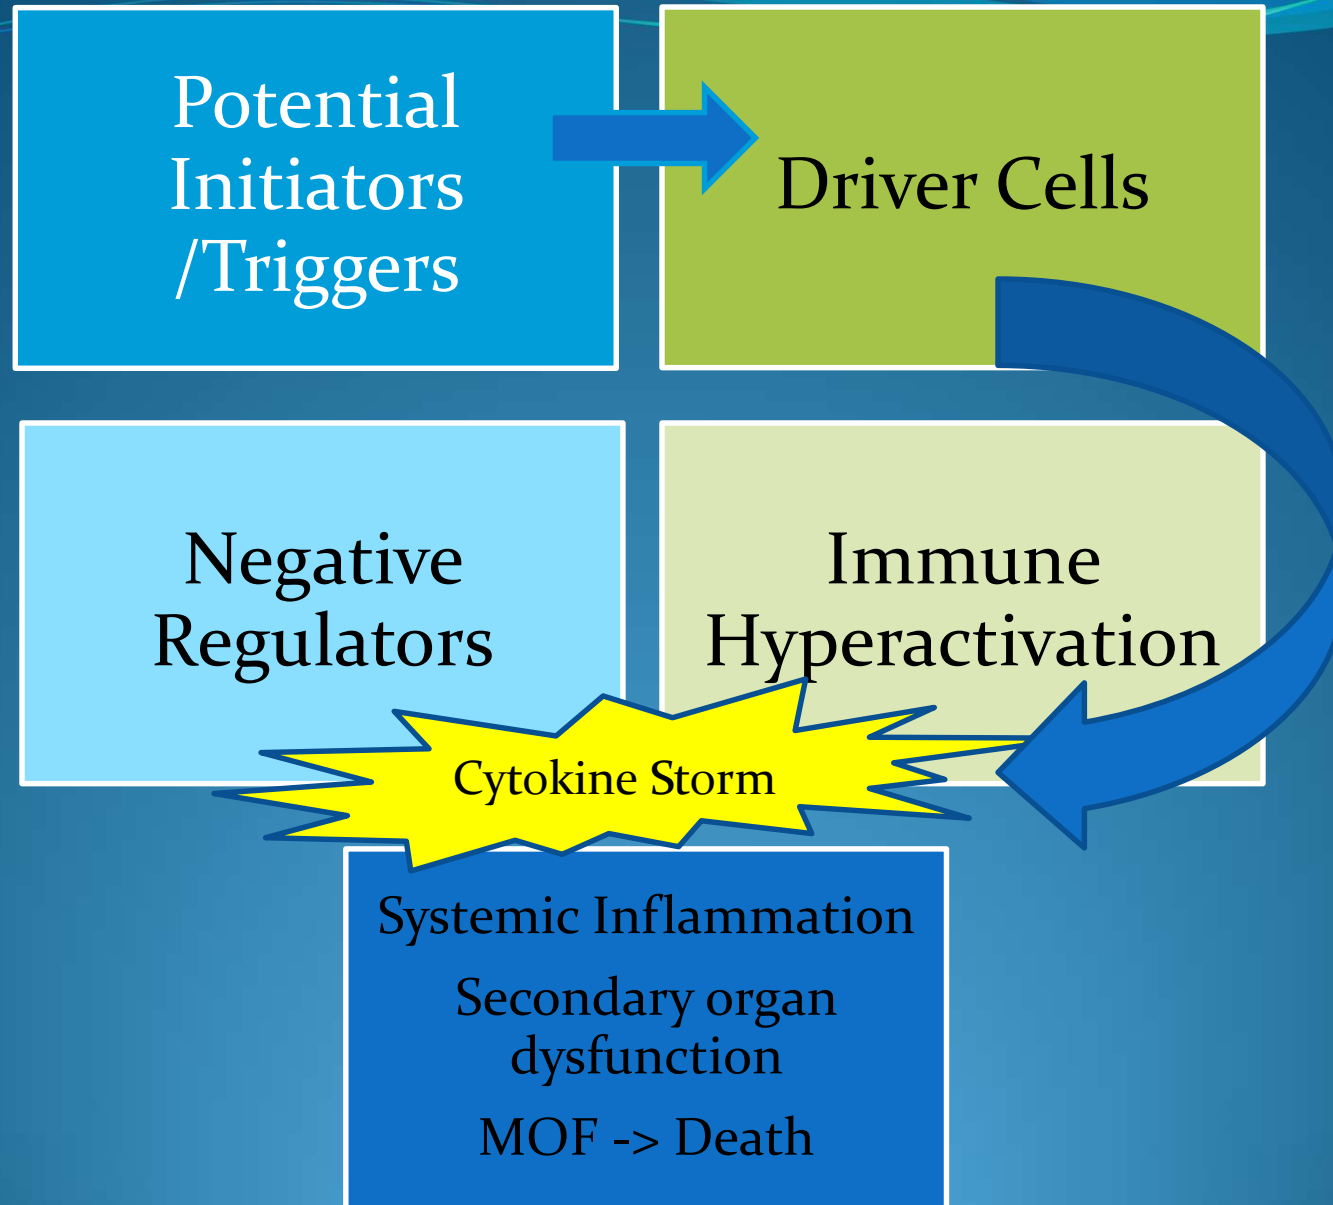 Potential
Initiators
/Triggers
Driver Cells
Negative
Regulators
Immune
Hyperactivation
Cytokine Storm
Systemic Inflammation
Secondary organ
dysfunction
MOF -> Death